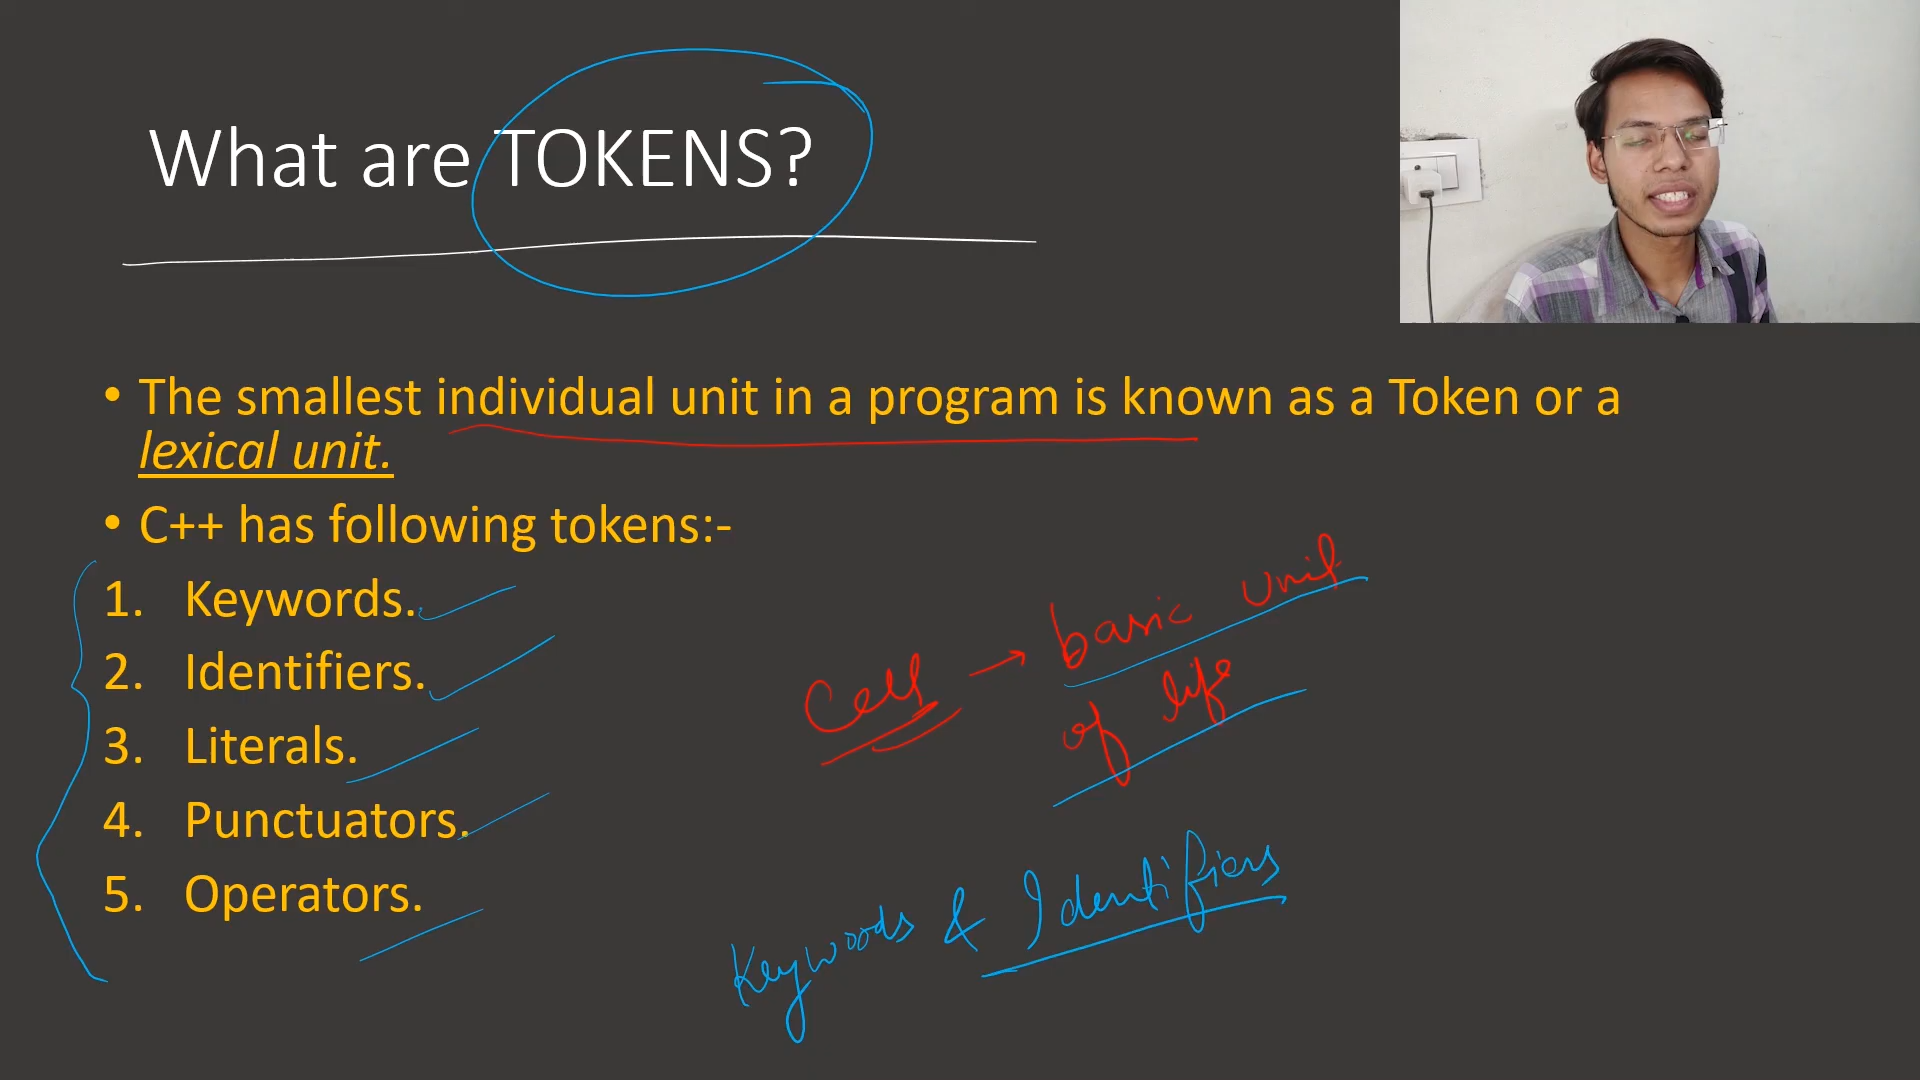 What are TOKENS?
• The smallest individual unit in a program is known as a Token or a
lexical unit.
• C++ has following tokens:-
1. Keywords.
2. Identifiers.
3. Literals.
4. Punctuators.
5. Operators.
Cell → basic unit
of life
Keywords & Identifiers